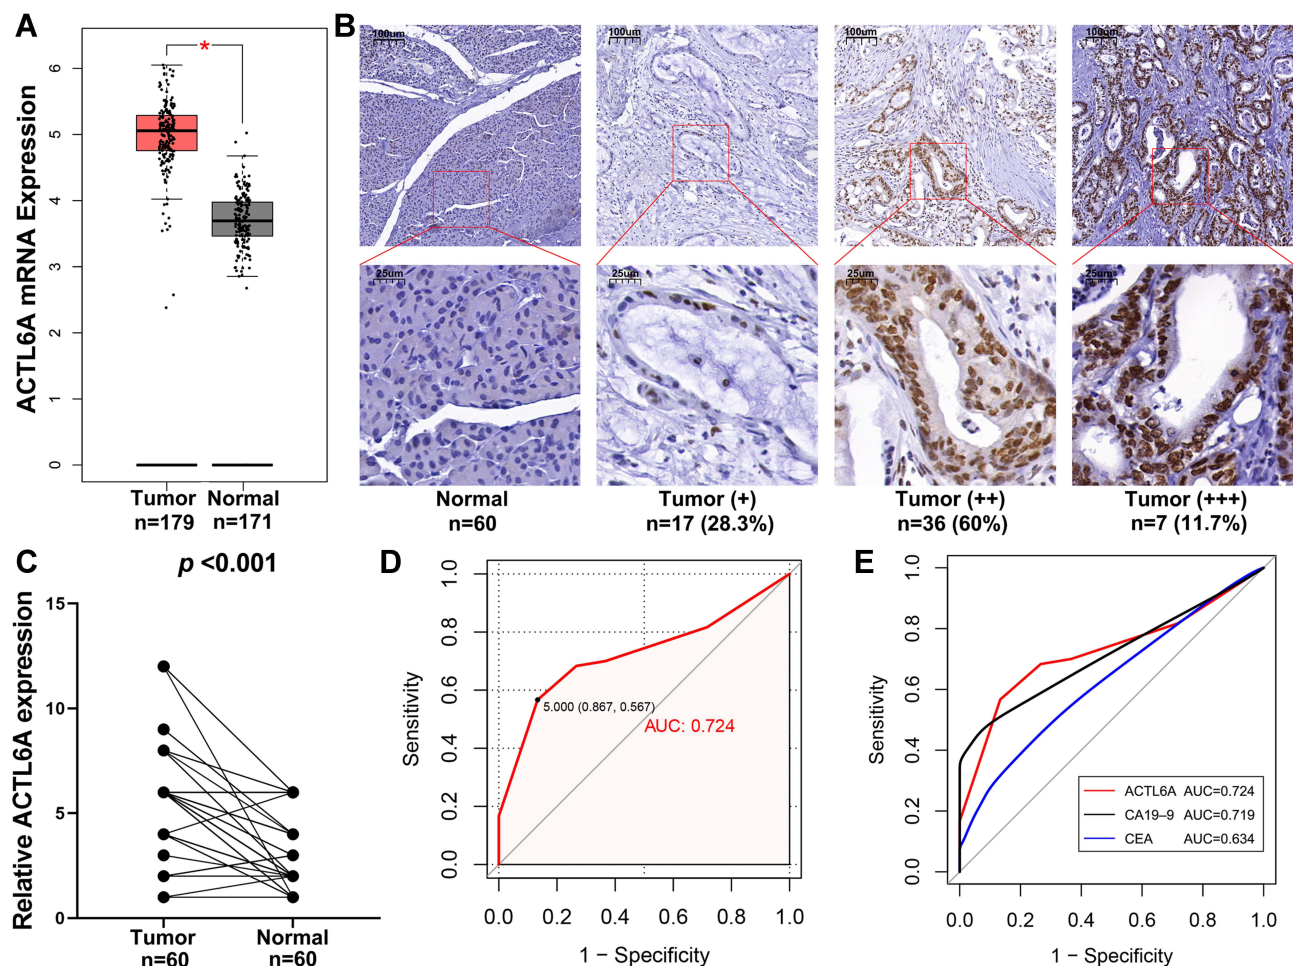 A
ACTL6A mRNA Expression
6
5
4
3
2
1
0
*
Tumor
n=179
Normal
n=171
B
100um
100um
100um
100um
25um
25um
25um
25um
Normal
n=60
Tumor (+)
n=17 (28.3%)
Tumor (++)
n=36 (60%)
Tumor (+++)
n=7 (11.7%)
C
p <0.001
Relative ACTL6A expression
15
10
5
0
Tumor
n=60
Normal
n=60
D
Sensitivity
1.0
0.8
0.6
0.4
0.2
0.0
5.000 (0.867, 0.567)
AUC: 0.724
0.0 0.2 0.4 0.6 0.8 1.0
1 − Specificity
E
Sensitivity
1.0
0.8
0.6
0.4
0.2
0.0
ACTL6A AUC=0.724
CA19−9 AUC=0.719
CEA AUC=0.634
0.0 0.2 0.4 0.6 0.8 1.0
1 − Specificity